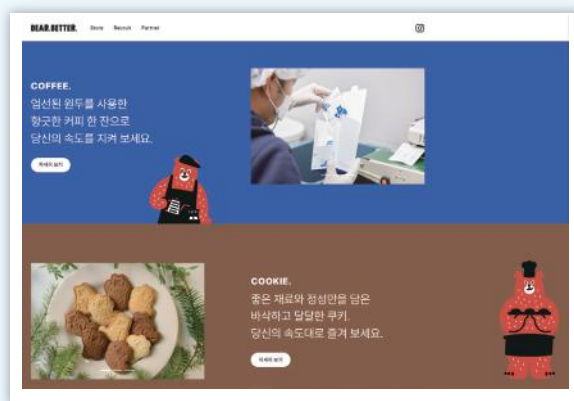 BEAR.BETTER. Store Recruit Partner
COFFEE.
엄선된 원두를 사용한
향긋한 커피 한 잔으로
당신의 속도를 지켜 보세요.
자세히 보기
COOKIE.
좋은 재료와 정성만을 담은
바삭하고 달달한 쿠키.
당신의 속도대로 즐겨 보세요.
자세히 보기